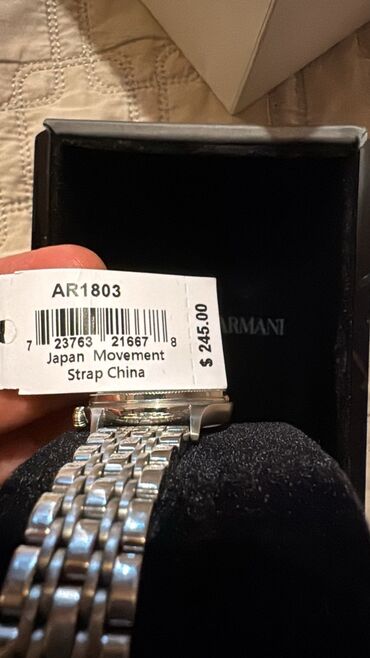 AR1803
7 23763 21667 8
Japan Movement
Strap China
$ 245.00
ARMANI